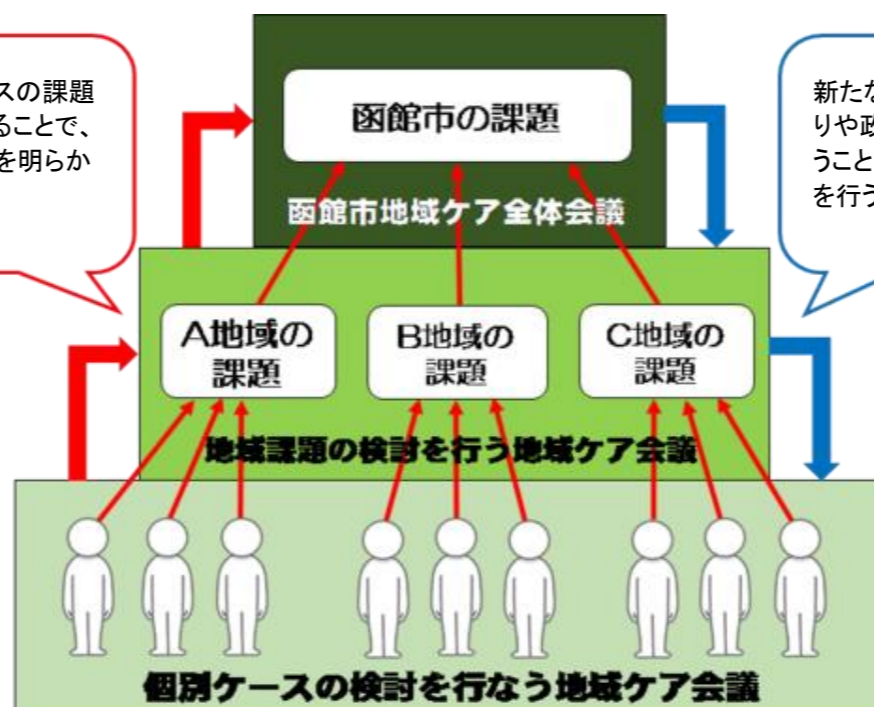 スの課題
ることで、
を明らか
新たな
りや政
うこと
を行う
函館市の課題
函館市地域ケア全体会議
A地域の
課題
B地域の
課題
C地域の
課題
地域課題の検討を行う地域ケア会議
個別ケースの検討を行なう地域ケア会議